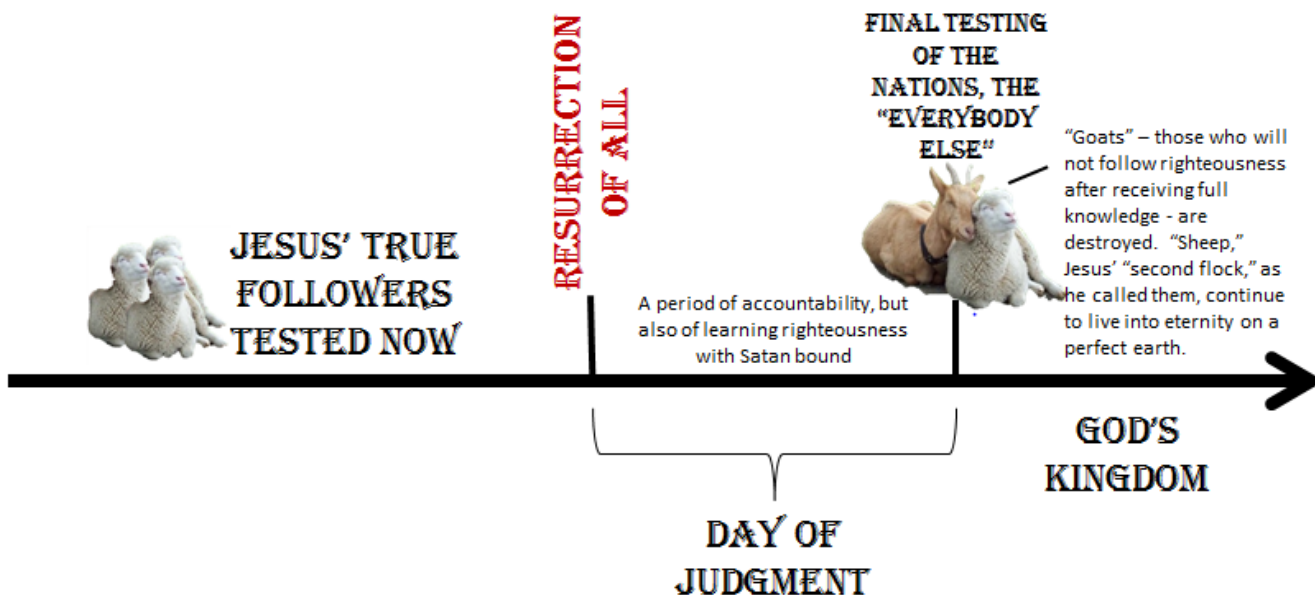 JESUS' TRUE
FOLLOWERS
TESTED NOW
RESURRECTION
OF ALL
A period of accountability, but
also of learning righteousness
with Satan bound
FINAL TESTING
OF THE
NATIONS, THE
"EVERYBODY
ELSE"
“Goats” – those who will
not follow righteousness
after receiving full
knowledge - are
destroyed.  “Sheep,”
Jesus’ “second flock,” as
he called them, continue
to live into eternity on a
perfect earth.
DAY OF
JUDGMENT
GOD'S
KINGDOM